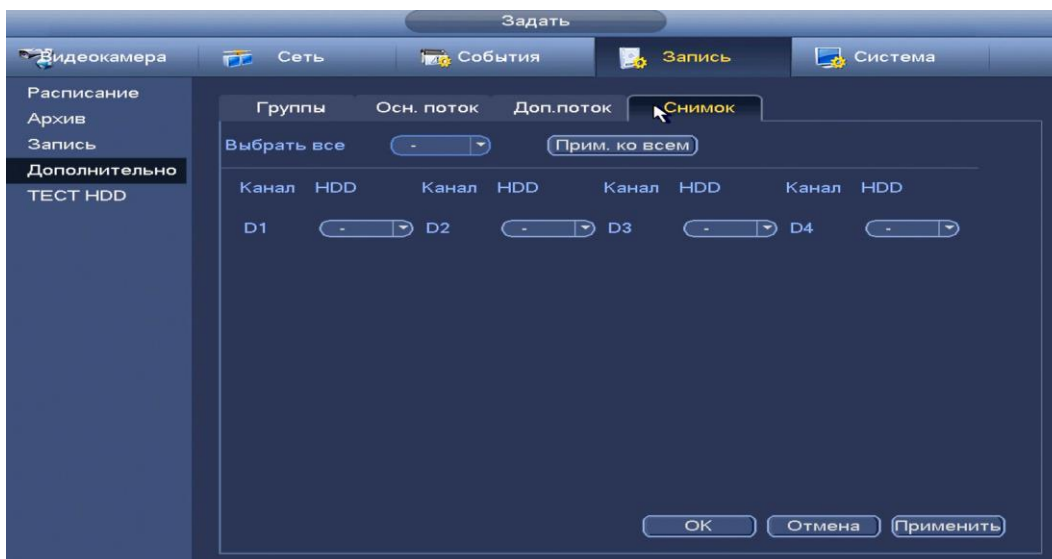 Задать
Видеокамера Сеть События Запись Система
Расписание
Архив
Запись
Дополнительно
ТЕСТ HDD
Группы Осн. поток Доп.поток Снимок
Выбрать все - Прим. ко всем
Канал HDD Канал HDD Канал HDD Канал HDD
D1 - D2 - D3 - D4 -
OK Отмена Применить